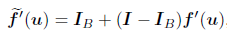 f̃′(u) = I_B + (I − I_B)f′(u).